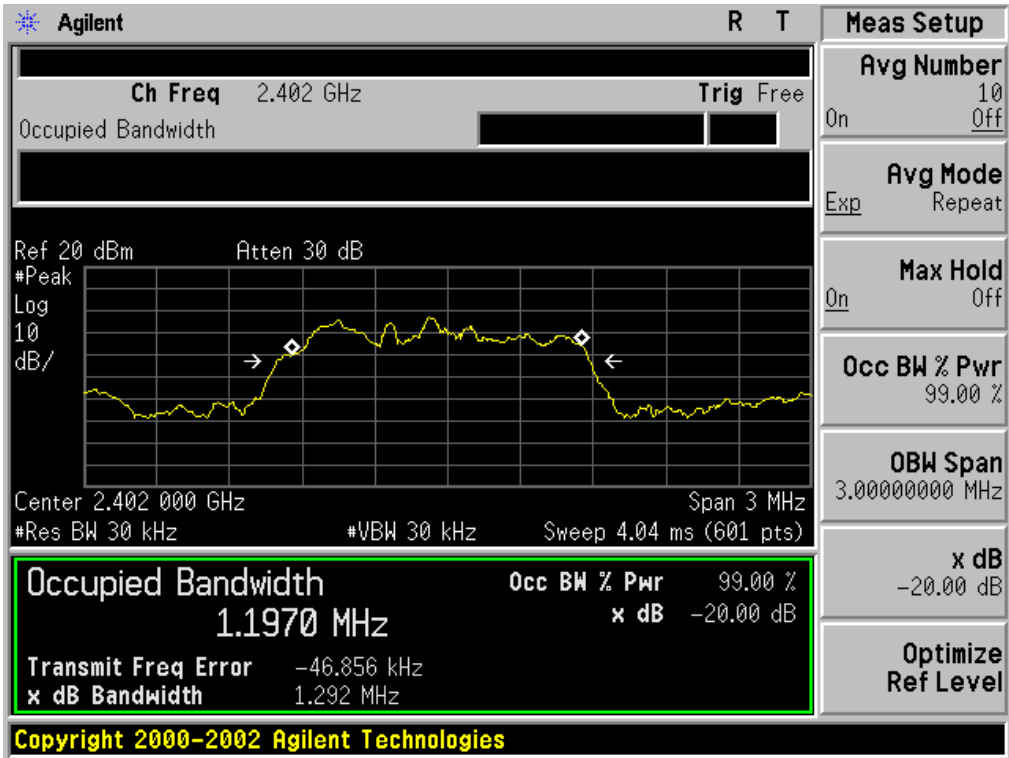 Agilent
R T
Ch Freq 2.402 GHz
Trig Free
Occupied Bandwidth
Ref 20 dBm
Atten 30 dB
#Peak
Log
10
dB/
Center 2.402 000 GHz
Span 3 MHz
#Res BW 30 kHz
#VBW 30 kHz
Sweep 4.04 ms (601 pts)
Occupied Bandwidth
1.1970 MHz
Occ BW % Pwr 99.00 %
x dB -20.00 dB
Transmit Freq Error -46.856 kHz
x dB Bandwidth 1.292 MHz
Copyright 2000-2002 Agilent Technologies
Meas Setup
Avg Number
10
On Off
Avg Mode
Exp Repeat
Max Hold
On Off
Occ BW % Pwr
99.00 %
OBW Span
3.00000000 MHz
x dB
-20.00 dB
Optimize
Ref Level